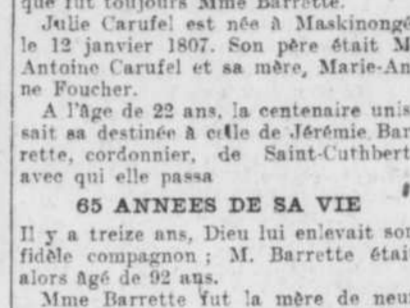 que fut toujours Mme Barrette.
Julie Carufel est née à Maskinongé
le 12 janvier 1807. Son père était M
Antoine Carufel et sa mère, Marie-An
ne Foucher.
A l'âge de 22 ans, la centenaire unis
sait sa destinée à celle de Jérémie Bar
rette, cordonnier, de Saint-Cuthbert
avec qui elle passa
65 ANNEES DE SA VIE
Il y a treize ans, Dieu lui enlevait son
fidèle compagnon ; M. Barrette étai
alors âgé de 92 ans.
Mme Barrette fut la mère de neuf